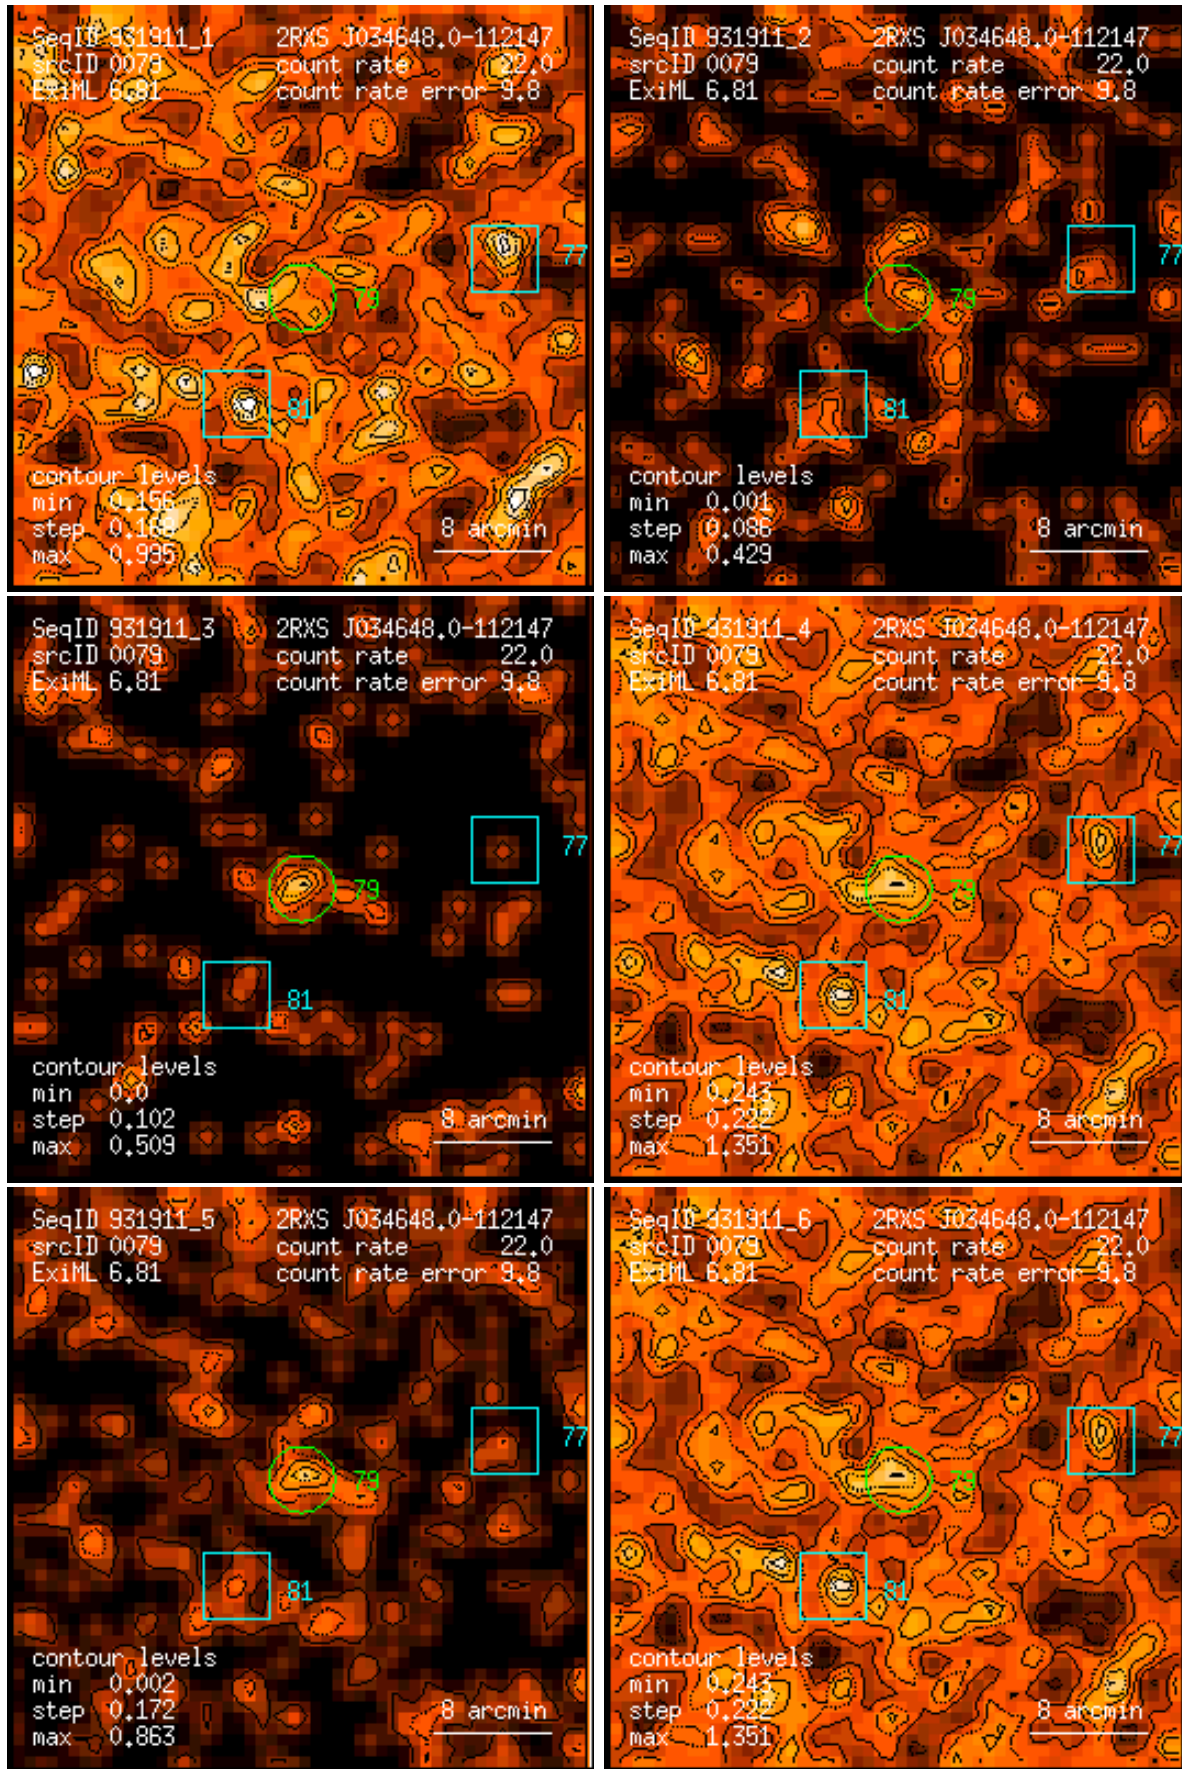 SeqID 931911_1 2RXS J034648.0-112147
srcID 0079 count rate 22.0
ExiML 6.81 count rate error 9.8
77
79
81
contour levels
min 0.156
step 0.168
max 0.995
8 arcmin
SeqID 931911_2 2RXS J034648.0-112147
srcID 0079 count rate 22.0
ExiML 6.81 count rate error 9.8
77
79
81
contour levels
min 0.001
step 0.086
max 0.429
8 arcmin
SeqID 931911_3 2RXS J034648.0-112147
srcID 0079 count rate 22.0
ExiML 6.81 count rate error 9.8
77
79
81
contour levels
min 0.0
step 0.102
max 0.509
8 arcmin
SeqID 931911_4 2RXS J034648.0-112147
srcID 0079 count rate 22.0
ExiML 6.81 count rate error 9.8
77
79
81
contour levels
min 0.243
step 0.222
max 1.351
8 arcmin
SeqID 931911_5 2RXS J034648.0-112147
srcID 0079 count rate 22.0
ExiML 6.81 count rate error 9.8
77
79
81
contour levels
min 0.002
step 0.172
max 0.863
8 arcmin
SeqID 931911_6 2RXS J034648.0-112147
srcID 0079 count rate 22.0
ExiML 6.81 count rate error 9.8
77
79
81
contour levels
min 0.243
step 0.222
max 1.351
8 arcmin